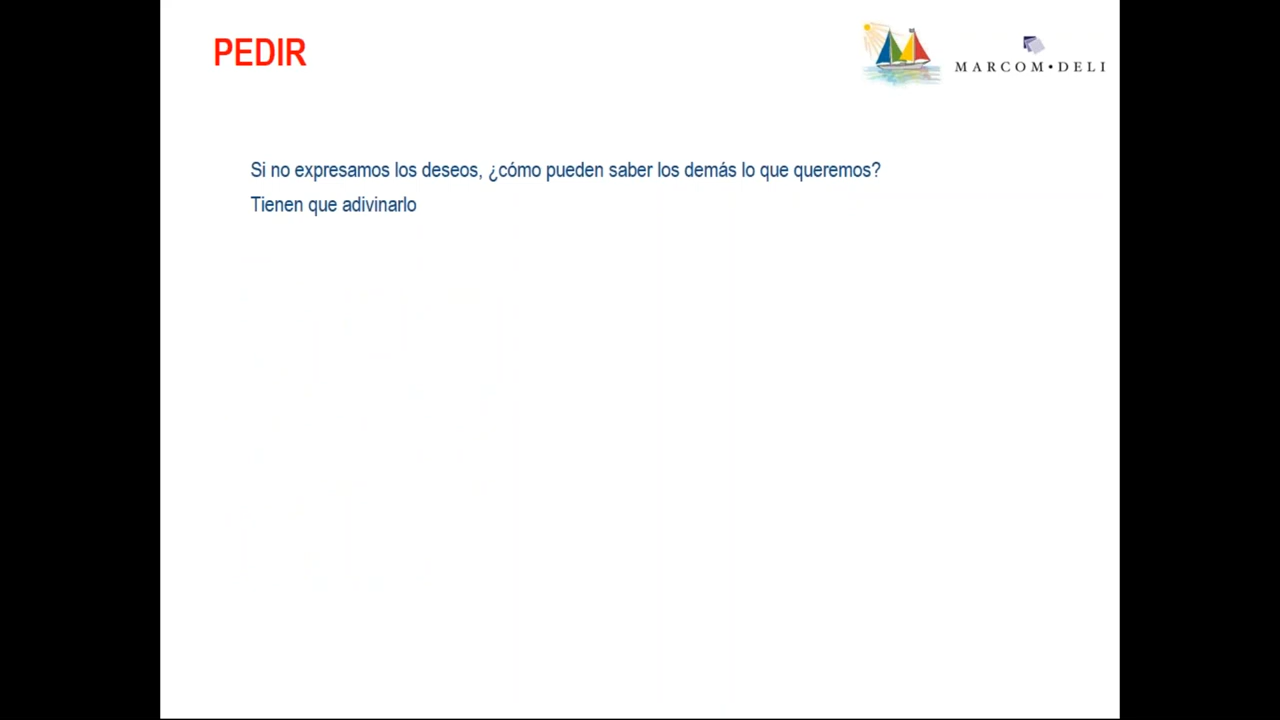 PEDIR
MARCOM•DELI
Si no expresamos los deseos, ¿cómo pueden saber los demás lo que queremos?
Tienen que adivinarlo